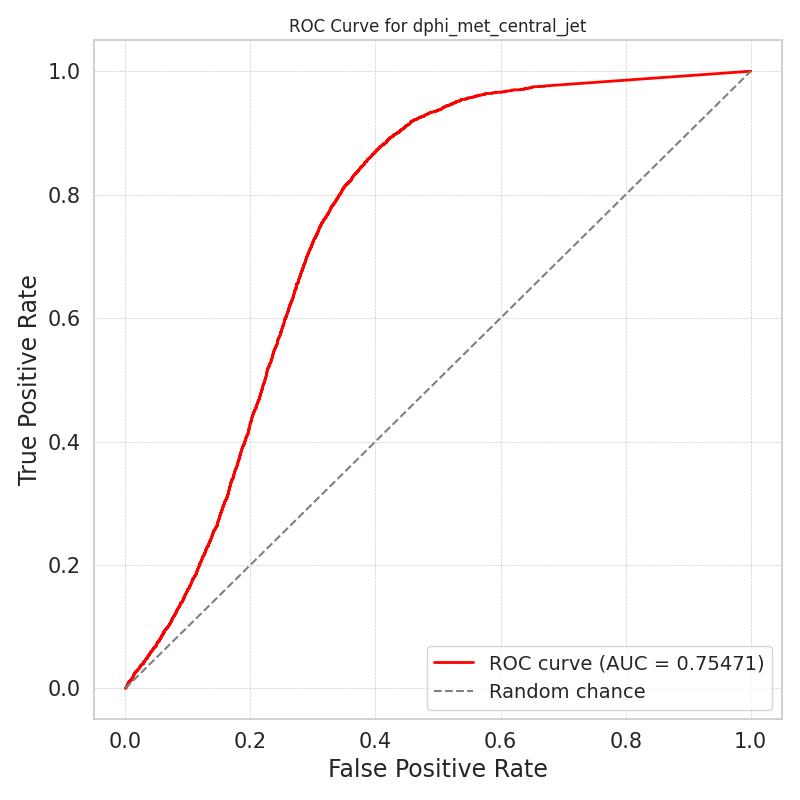 ROC Curve for dphi_met_central_jet
1.0
0.8
0.6
0.4
0.2
0.0
True Positive Rate
ROC curve (AUC = 0.75471)
Random chance
0.0 0.2 0.4 0.6 0.8 1.0
False Positive Rate